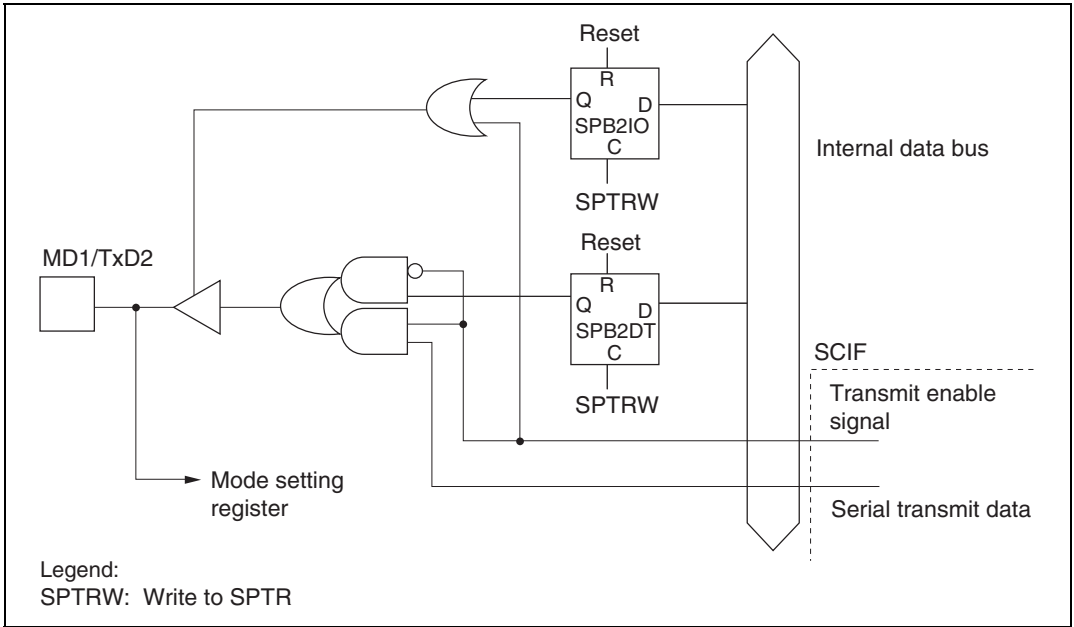 Reset
R
Q
D
SPB2IO
C
SPTRW
Internal data bus
Reset
MD1/TxD2
R
Q
D
SPB2DT
C
SPTRW
SCIF
Transmit enable
signal
Mode setting
register
Serial transmit data
Legend:
SPTRW: Write to SPTR